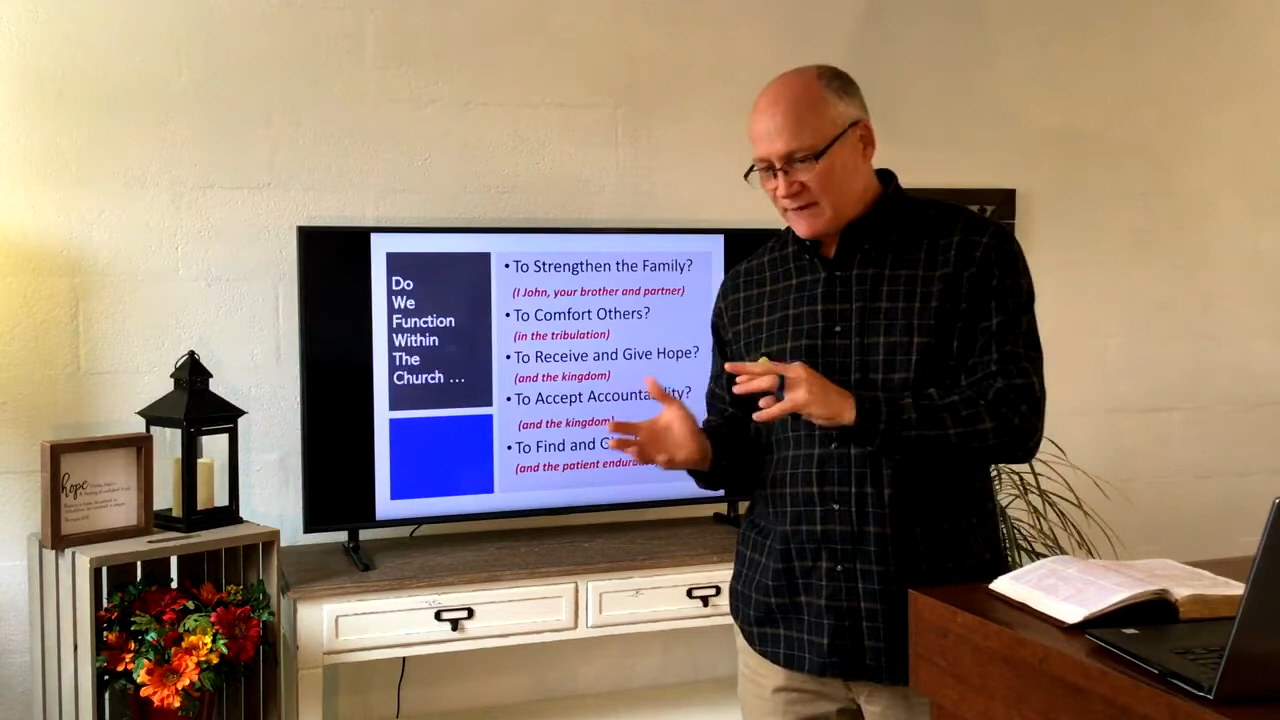 Do
We
Function
Within
The
Church ...
• To Strengthen the Family?
(I John, your brother and partner)
• To Comfort Others?
(in the tribulation)
• To Receive and Give Hope?
(and the kingdom)
• To Accept Accountability?
(and the kingdom)
• To Find and G
(and the patient endura
hope